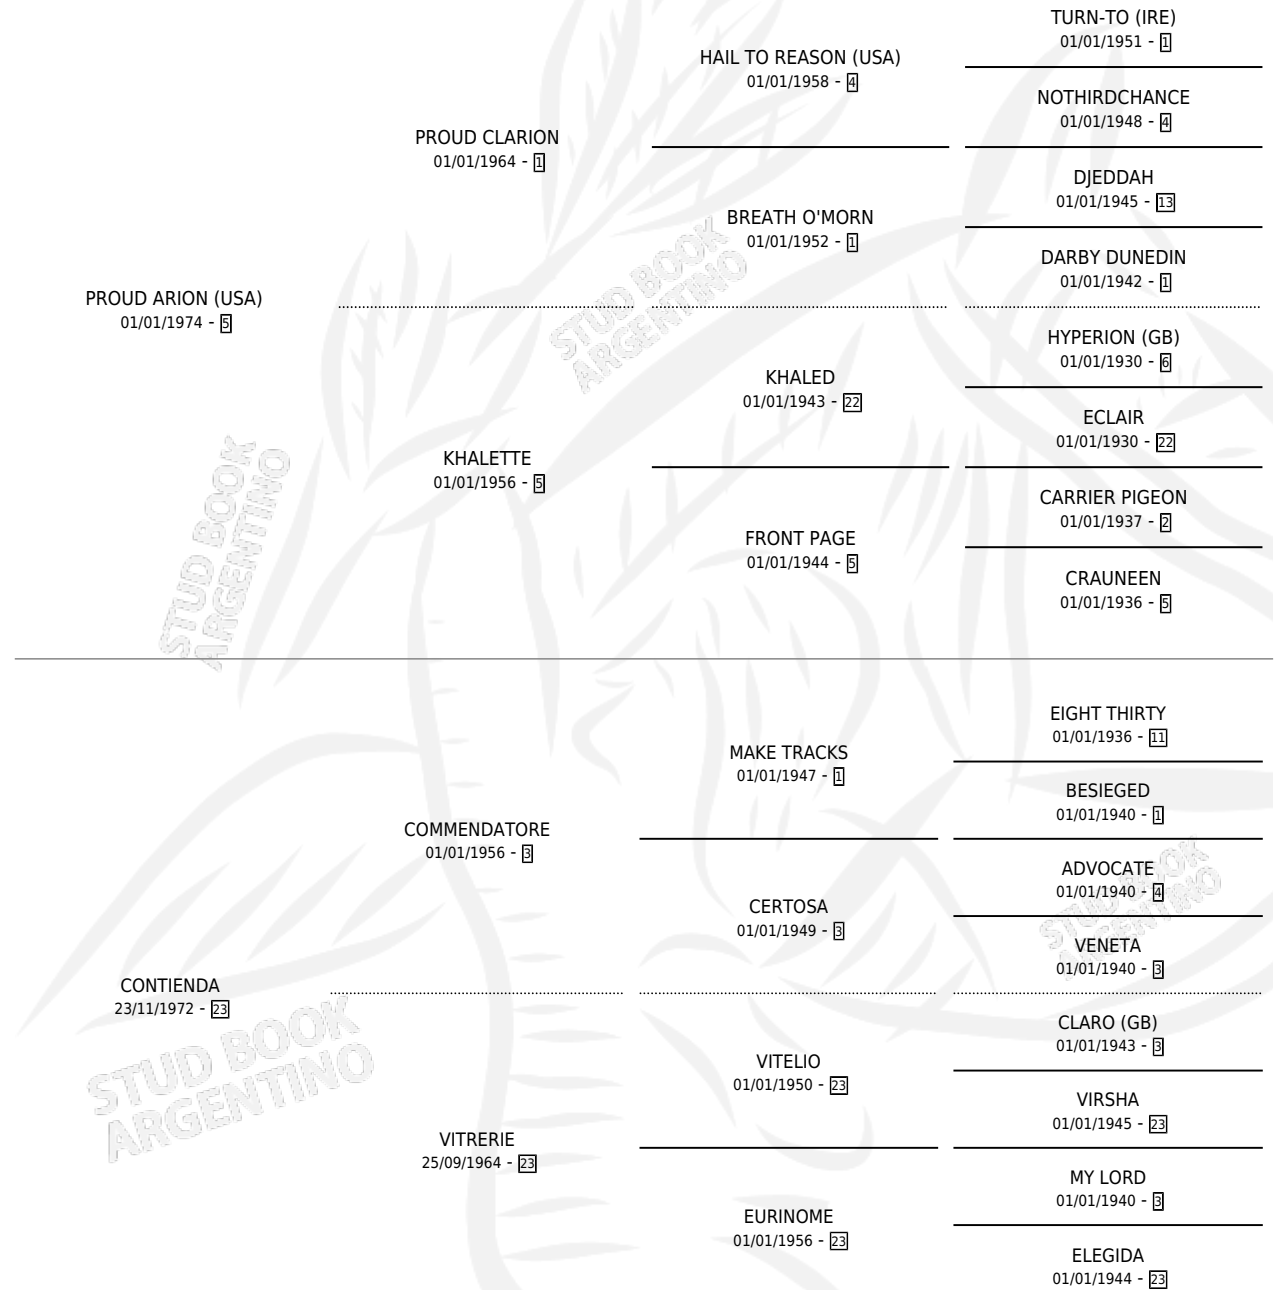 TURN-TO (IRE)
01/01/1951 - 1
HAIL TO REASON (USA)
01/01/1958 - 4
NOTHIRDCHANCE
01/01/1948 - 4
PROUD CLARION
01/01/1964 - 1
DJEDDAH
01/01/1945 - 13
BREATH O'MORN
01/01/1952 - 1
DARBY DUNEDIN
01/01/1942 - 1
PROUD ARION (USA)
01/01/1974 - 5
HYPERION (GB)
01/01/1930 - 6
KHALED
01/01/1943 - 22
ECLAIR
01/01/1930 - 22
KHALETTE
01/01/1956 - 5
CARRIER PIGEON
01/01/1937 - 2
FRONT PAGE
01/01/1944 - 5
CRAUNEEN
01/01/1936 - 5
EIGHT THIRTY
01/01/1936 - 11
MAKE TRACKS
01/01/1947 - 1
BESIEGED
01/01/1940 - 1
COMMENDATORE
01/01/1956 - 3
ADVOCATE
01/01/1940 - 4
CERTOSA
01/01/1949 - 3
VENETA
01/01/1940 - 3
CONTIENDA
23/11/1972 - 23
CLARO (GB)
01/01/1943 - 3
VITELIO
01/01/1950 - 23
VIRSHA
01/01/1945 - 23
VITRERIE
25/09/1964 - 23
MY LORD
01/01/1940 - 3
EURINOME
01/01/1956 - 23
ELEGIDA
01/01/1944 - 23
STUD BOOK
ARGENTINO
STUD BOOK
ARGENTINO
STUD BOOK
ARGENTINO
STUD BOOK
ARGENTINO